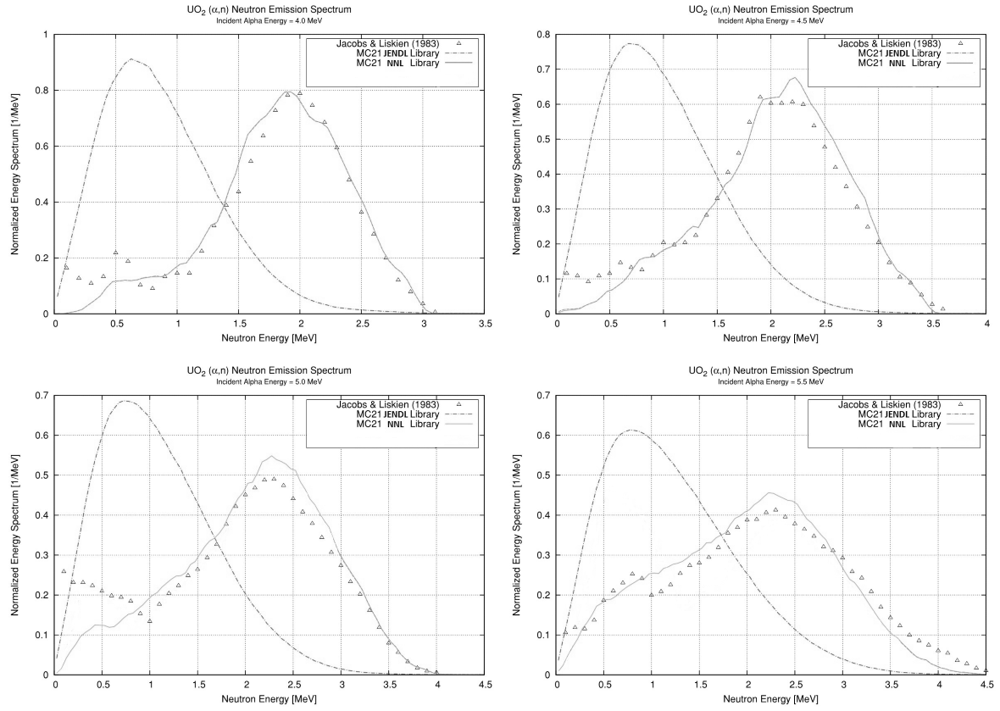 UO2 (α,n) Neutron Emission Spectrum
Incident Alpha Energy = 4.0 MeV
Jacobs & Liskien (1983)
MC21 JENDL Library
MC21 NNL Library
Normalized Energy Spectrum [1/MeV]
1
0.8
0.6
0.4
0.2
0
0 0.5 1 1.5 2 2.5 3 3.5
Neutron Energy [MeV]
UO2 (α,n) Neutron Emission Spectrum
Incident Alpha Energy = 4.5 MeV
Jacobs & Liskien (1983)
MC21 JENDL Library
MC21 NNL Library
Normalized Energy Spectrum [1/MeV]
0.8
0.7
0.6
0.5
0.4
0.3
0.2
0.1
0
0 0.5 1 1.5 2 2.5 3 3.5 4
Neutron Energy [MeV]
UO2 (α,n) Neutron Emission Spectrum
Incident Alpha Energy = 5.0 MeV
Jacobs & Liskien (1983)
MC21 JENDL Library
MC21 NNL Library
Normalized Energy Spectrum [1/MeV]
0.7
0.6
0.5
0.4
0.3
0.2
0.1
0
0 0.5 1 1.5 2 2.5 3 3.5 4 4.5
Neutron Energy [MeV]
UO2 (α,n) Neutron Emission Spectrum
Incident Alpha Energy = 5.5 MeV
Jacobs & Liskien (1983)
MC21 JENDL Library
MC21 NNL Library
Normalized Energy Spectrum [1/MeV]
0.7
0.6
0.5
0.4
0.3
0.2
0.1
0
0 0.5 1 1.5 2 2.5 3 3.5 4 4.5
Neutron Energy [MeV]